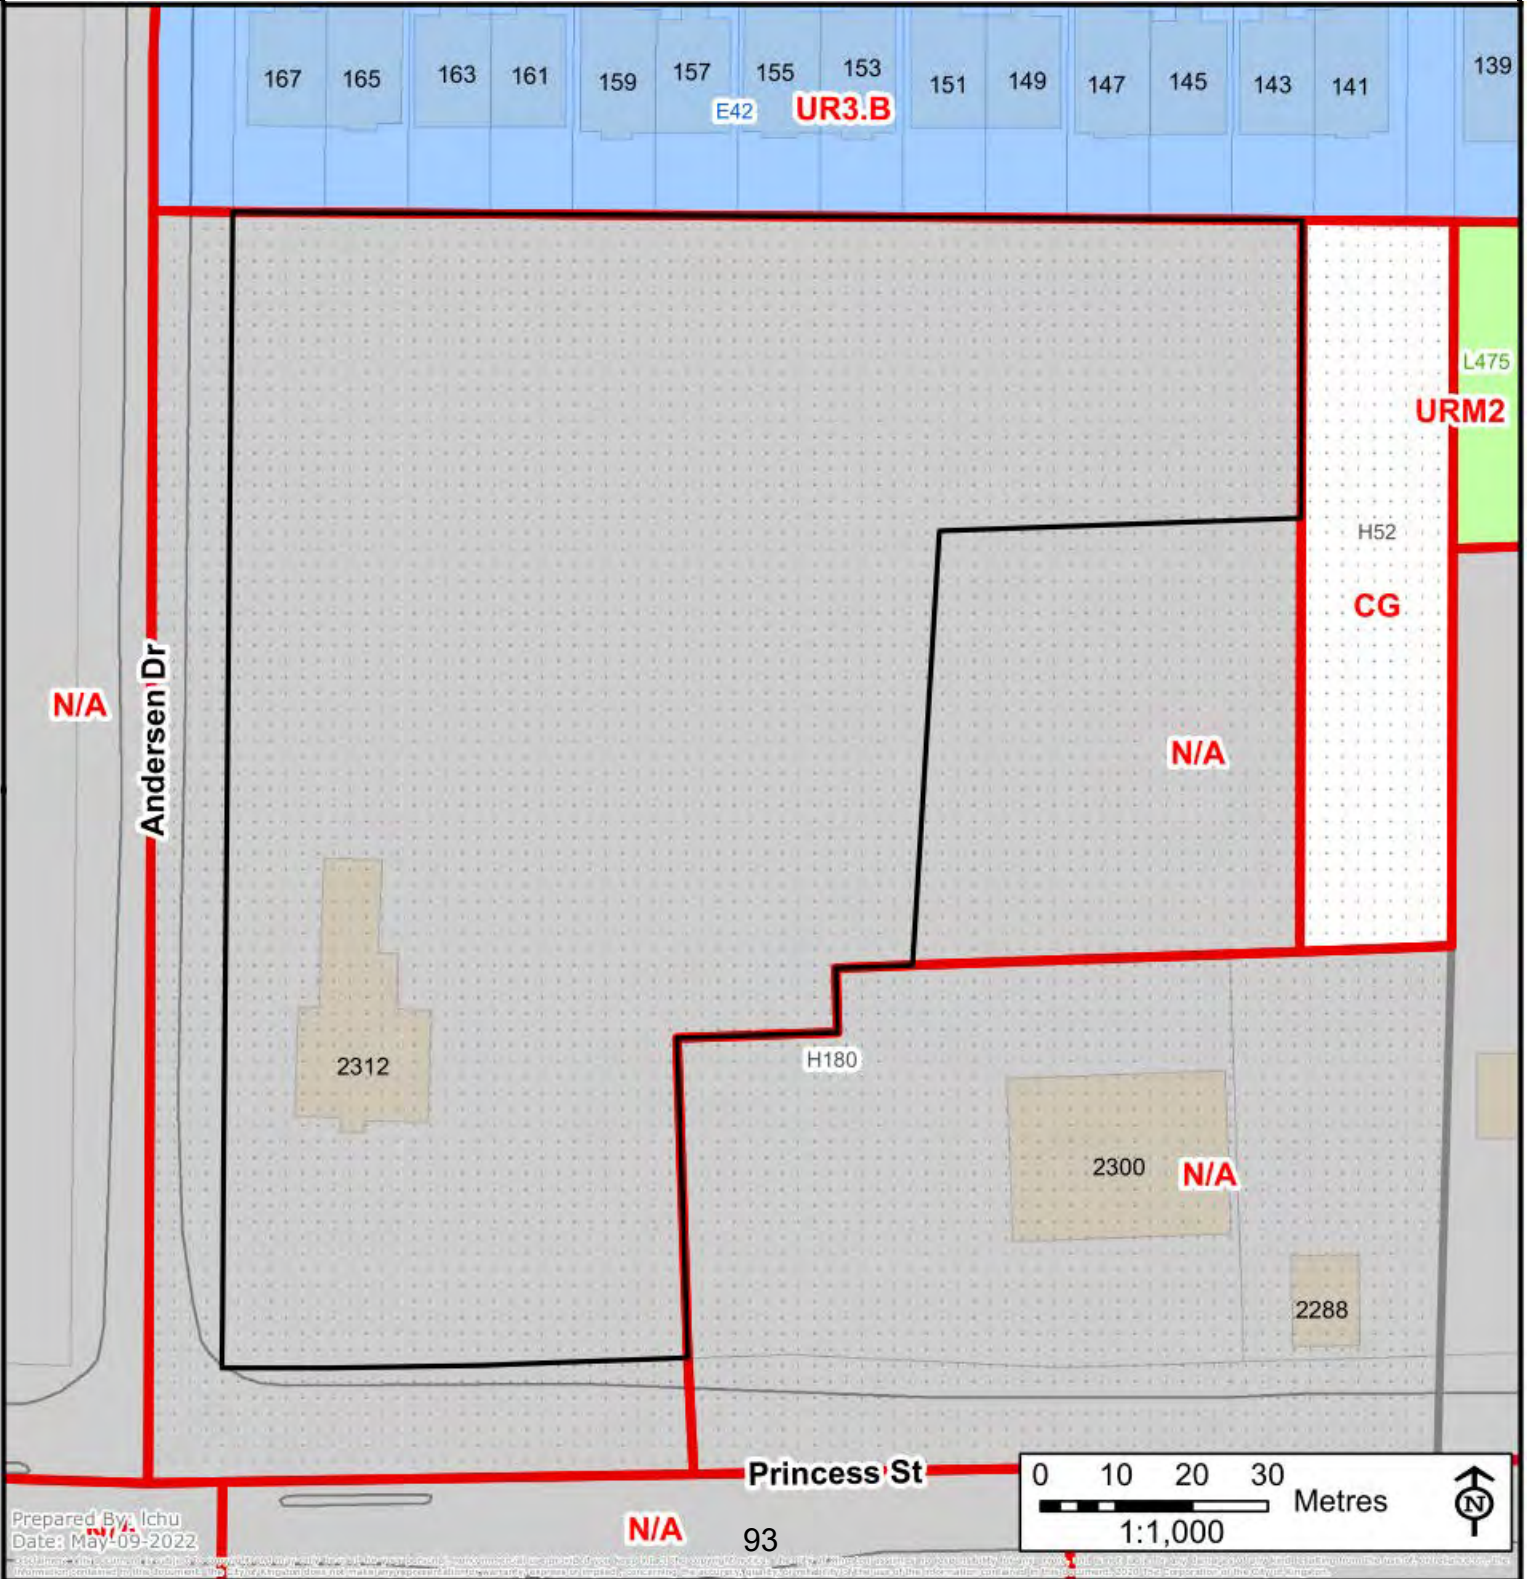 167 165 163 161 159 157 155 153 151 149 147 145 143 141 139
E42 UR3.B
L475
URM2
H52
CG
N/A
Andersen Dr
N/A
H180
2312
2300 N/A
2288
Princess St
0 10 20 30
Metres
1:1,000
N
Prepared By: lchu
N/A
Date: May-09-2022
N/A
93